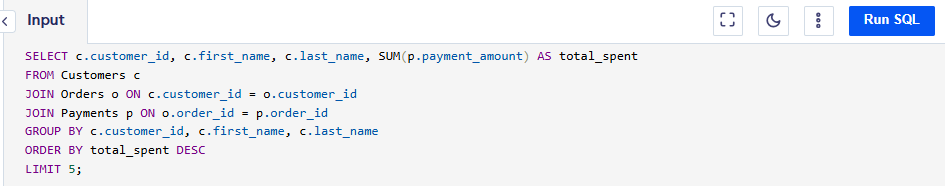 Input
Run SQL
SELECT c.customer_id, c.first_name, c.last_name, SUM(p.payment_amount) AS total_spent
FROM Customers c
JOIN Orders o ON c.customer_id = o.customer_id
JOIN Payments p ON o.order_id = p.order_id
GROUP BY c.customer_id, c.first_name, c.last_name
ORDER BY total_spent DESC
LIMIT 5;